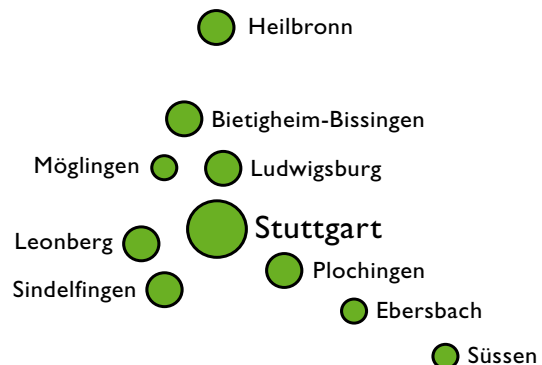 Heilbronn
Bietigheim-Bissingen
Möglingen
Ludwigsburg
Stuttgart
Leonberg
Plochingen
Sindelfingen
Ebersbach
Süssen